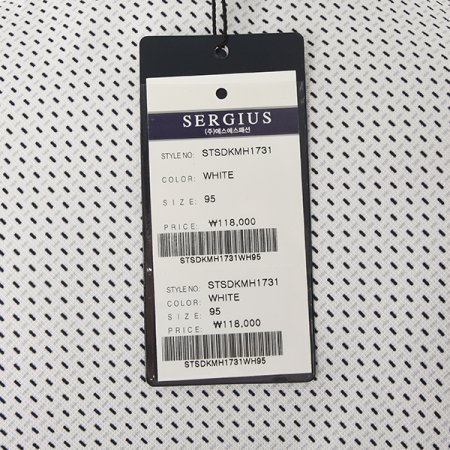 SERGIUS
(주)에스에스패션
STYLE NO: STSDKMH1731
COLOR: WHITE
SIZE: 95
PRICE: ₩118,000
STSDKMH1731WH95
STYLE NO: STSDKMH1731
COLOR: WHITE
SIZE: 95
PRICE: ₩118,000
STSDKMH1731WH95